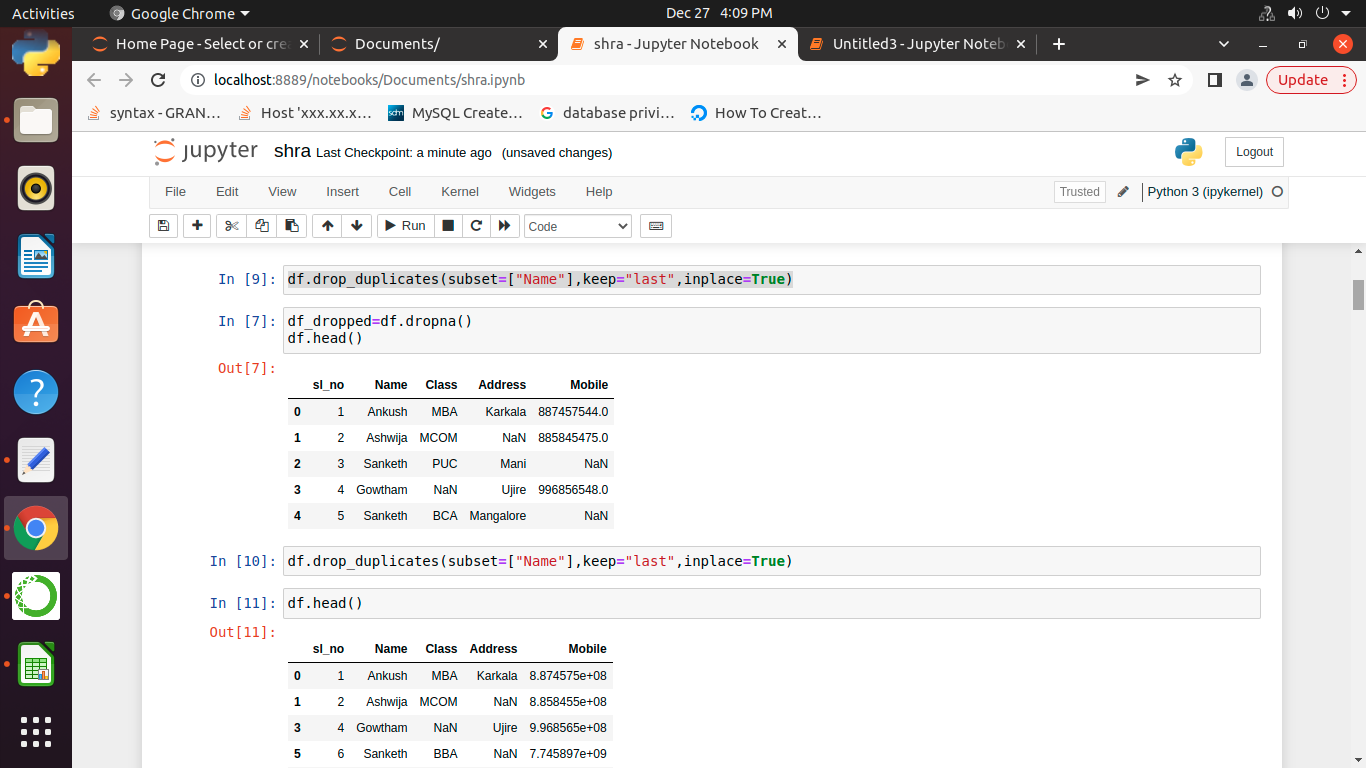 Activities Google Chrome Dec 27 4:09 PM
Home Page - Select or cre Documents/ shra - Jupyter Notebook Untitled3 - Jupyter Noteb
localhost:8889/notebooks/Documents/shra.ipynb Update
syntax - GRAN... Host 'xxx.xx.x... MySQL Create... database privi... How To Creat...
jupyter shra Last Checkpoint: a minute ago (unsaved changes) Logout
File Edit View Insert Cell Kernel Widgets Help Trusted Python 3 (ipykernel)
Run Code
In [9]: df.drop_duplicates(subset=["Name"],keep="last",inplace=True)
In [7]: df_dropped=df.dropna()
df.head()
Out[7]:
sl_no Name Class Address Mobile
0 1 Ankush MBA Karkala 887457544.0
1 2 Ashwija MCOM NaN 885845475.0
2 3 Sanketh PUC Mani NaN
3 4 Gowtham NaN Ujire 996856548.0
4 5 Sanketh BCA Mangalore NaN
In [10]: df.drop_duplicates(subset=["Name"],keep="last",inplace=True)
In [11]: df.head()
Out[11]:
sl_no Name Class Address Mobile
0 1 Ankush MBA Karkala 8.874575e+08
1 2 Ashwija MCOM NaN 8.858455e+08
3 4 Gowtham NaN Ujire 9.968565e+08
5 6 Sanketh BBA NaN 7.745897e+09